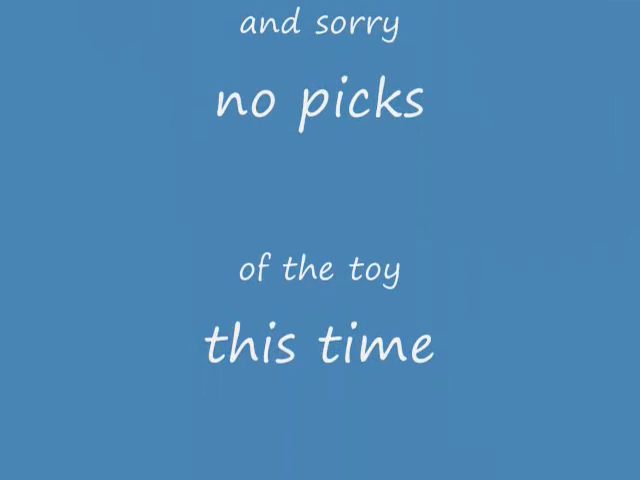 and sorry
no picks
of the toy
this time